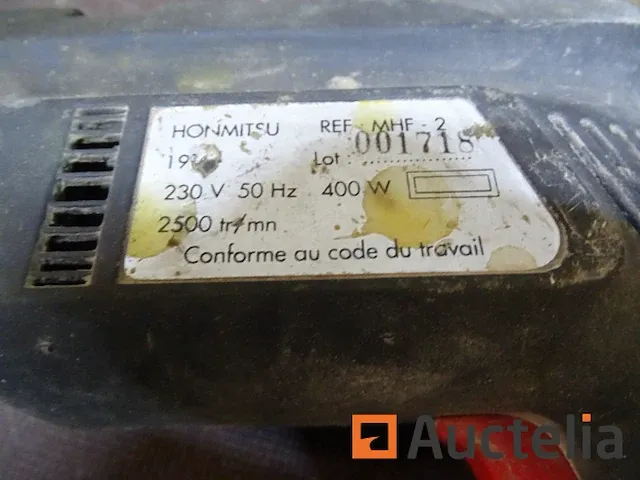 HONMITSU REF MHF - 2
Lot : 001718
230 V 50 Hz 400 W
2500 tr/mn
Conforme au code du travail
Auctelia